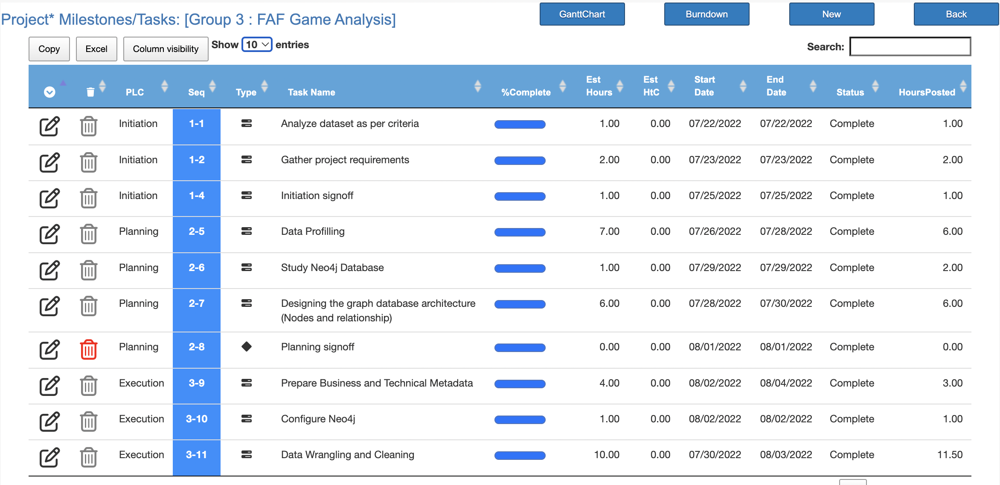 Project* Milestones/Tasks: [Group 3 : FAF Game Analysis] GanttChart Burndown New Back
Copy Excel Column visibility Show 10 entries Search:
PLC Seq Type Task Name %Complete Est Hours Est HtC Start Date End Date Status HoursPosted
Initiation 1-1 Analyze dataset as per criteria 1.00 0.00 07/22/2022 07/22/2022 Complete 1.00
Initiation 1-2 Gather project requirements 2.00 0.00 07/23/2022 07/23/2022 Complete 2.00
Initiation 1-4 Initiation signoff 1.00 0.00 07/25/2022 07/25/2022 Complete 1.00
Planning 2-5 Data Profilling 7.00 0.00 07/26/2022 07/28/2022 Complete 6.00
Planning 2-6 Study Neo4j Database 1.00 0.00 07/29/2022 07/29/2022 Complete 2.00
Planning 2-7 Designing the graph database architecture 6.00 0.00 07/28/2022 07/30/2022 Complete 6.00
(Nodes and relationship)
Planning 2-8 Planning signoff 0.00 0.00 08/01/2022 08/01/2022 Complete 0.00
Execution 3-9 Prepare Business and Technical Metadata 4.00 0.00 08/02/2022 08/04/2022 Complete 3.00
Execution 3-10 Configure Neo4j 1.00 0.00 08/02/2022 08/02/2022 Complete 1.00
Execution 3-11 Data Wrangling and Cleaning 10.00 0.00 07/30/2022 08/03/2022 Complete 11.50